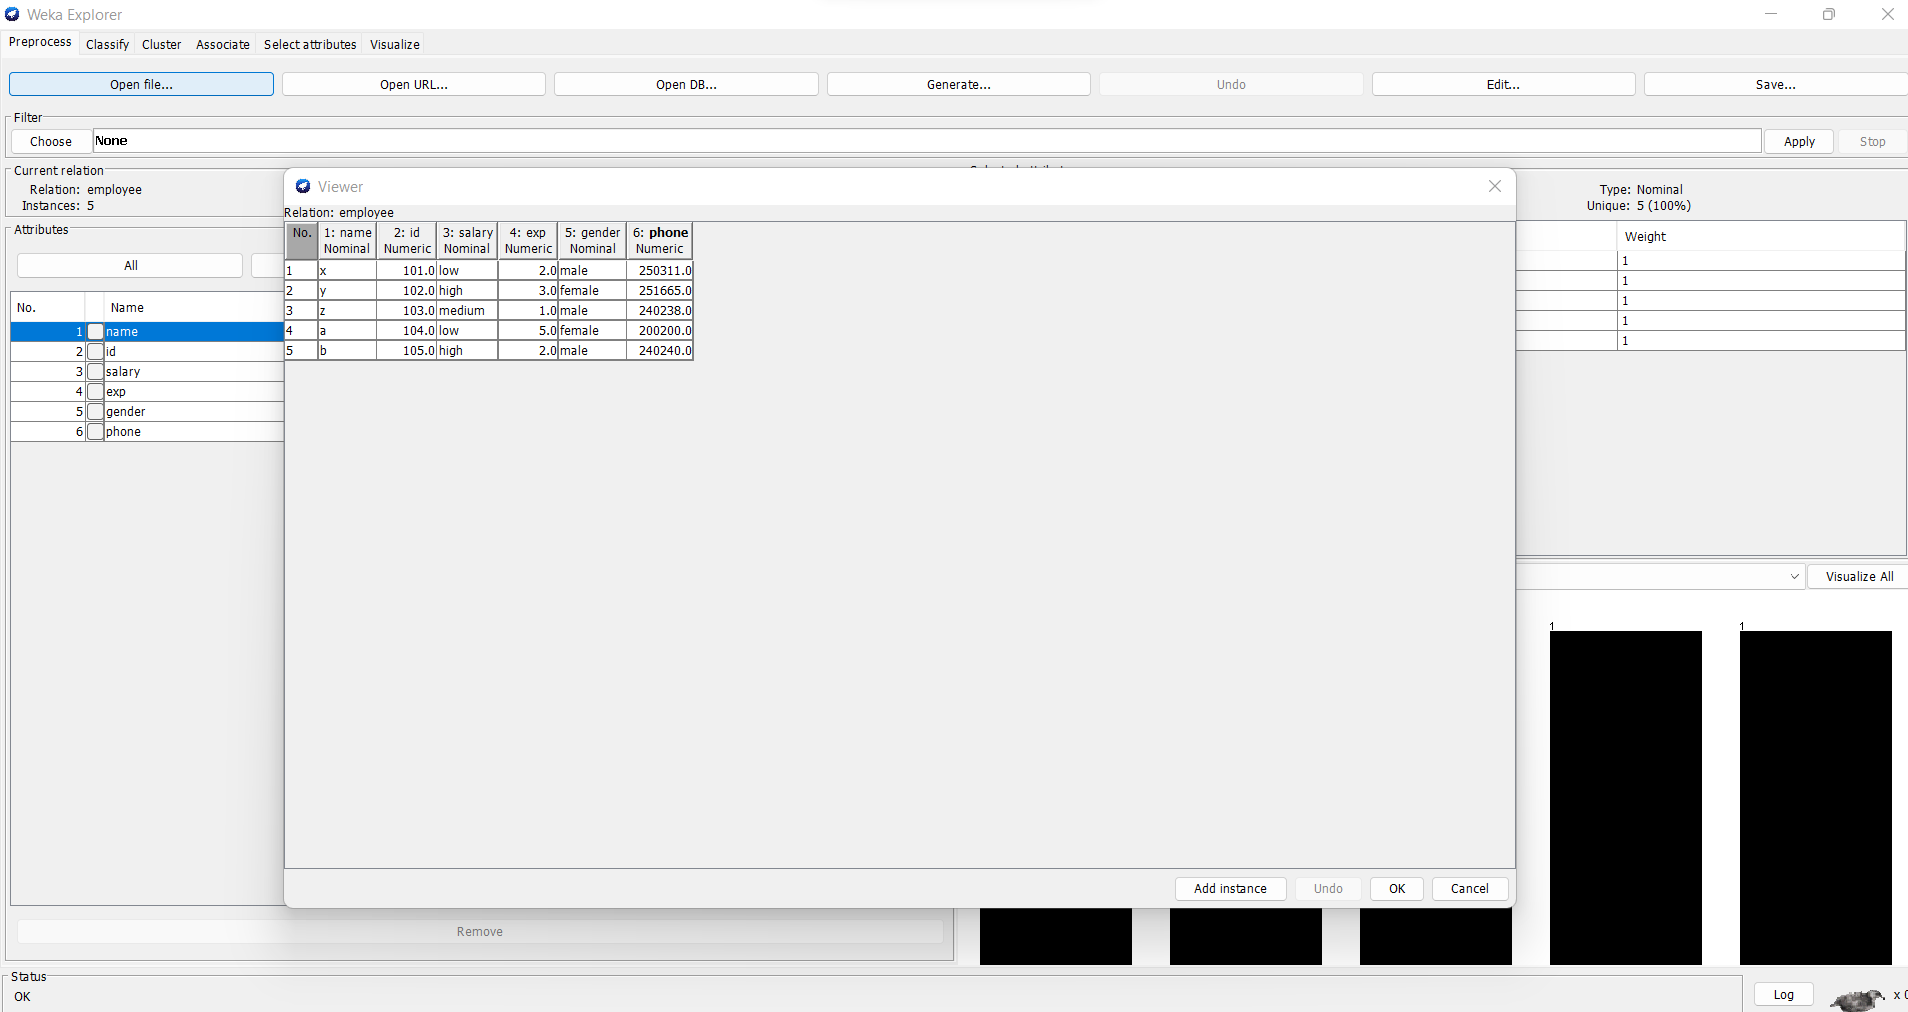 Weka Explorer
Preprocess Classify Cluster Associate Select attributes Visualize
Open file... Open URL... Open DB... Generate... Undo Edit... Save...
Filter
Choose None Apply Stop
Current relation
Relation: employee
Instances: 5
Type: Nominal
Unique: 5 (100%)
Attributes
All
No. Name
1 name
2 id
3 salary
4 exp
5 gender
6 phone
Remove
Viewer
Relation: employee
No. 1: name 2: id 3: salary 4: exp 5: gender 6: phone
Nominal Numeric Nominal Numeric Nominal Numeric
1 x 101.0 low 2.0 male 250311.0
2 y 102.0 high 3.0 female 251665.0
3 z 103.0 medium 1.0 male 240238.0
4 a 104.0 low 5.0 female 200200.0
5 b 105.0 high 2.0 male 240240.0
Add instance Undo OK Cancel
Weight
1
1
1
1
1
Visualize All
1 1
Status
OK
Log x 0